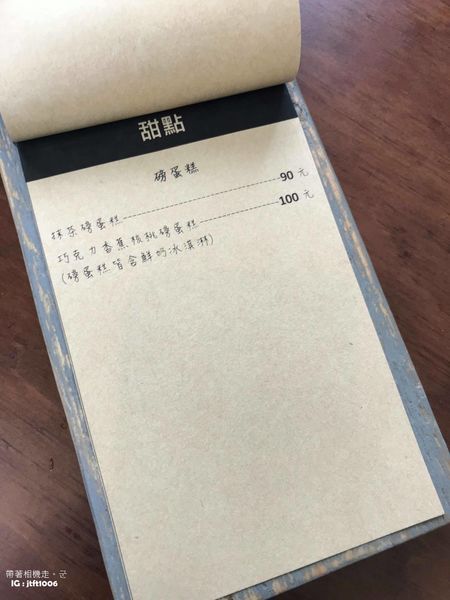 甜點
磅蛋糕
抹茶磅蛋糕 90 元
巧克力香蕉核桃磅蛋糕 100 元
(磅蛋糕皆含鮮奶冰淇淋)
帶著相機走。군
IG : jtft1006